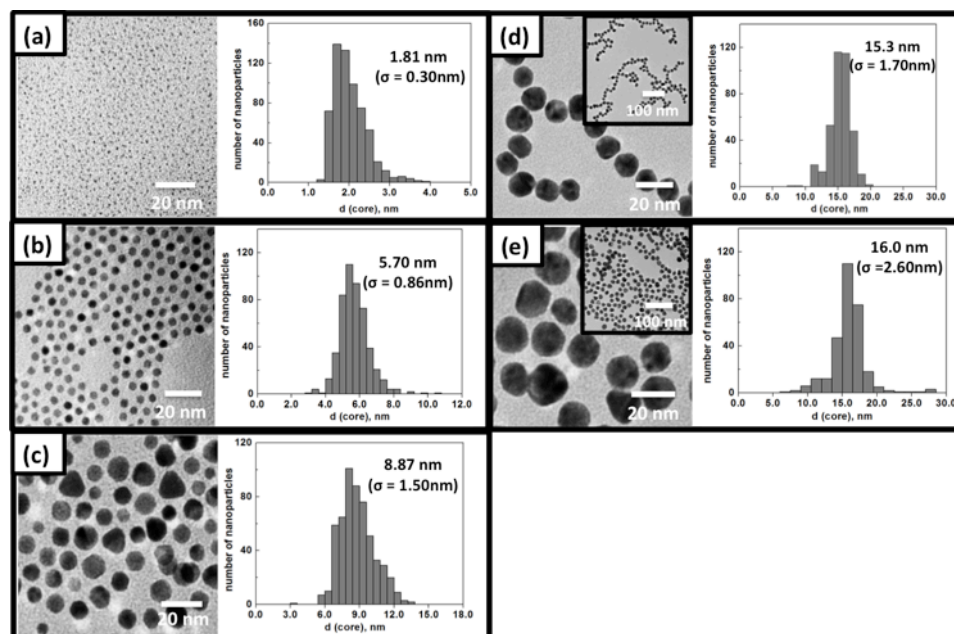 (a)
20 nm
number of nanoparticles
160
120
80
40
0
1.81 nm
(σ = 0.30nm)
0.0 1.0 2.0 3.0 4.0 5.0
d (core), nm
(b)
20 nm
number of nanoparticles
120
80
40
0
5.70 nm
(σ = 0.86nm)
0.0 2.0 4.0 6.0 8.0 10.0 12.0
d (core), nm
(c)
20 nm
number of nanoparticles
120
80
40
0
8.87 nm
(σ = 1.50nm)
3.0 6.0 9.0 12.0 15.0 18.0
d (core), nm
(d)
100 nm
20 nm
number of nanoparticles
120
80
40
0
15.3 nm
(σ = 1.70nm)
0.0 5.0 10.0 15.0 20.0 25.0 30.0
d (core), nm
(e)
100 nm
20 nm
number of nanoparticles
120
80
40
0
16.0 nm
(σ =2.60nm)
0.0 5.0 10.0 15.0 20.0 25.0 30.0
d (core), nm